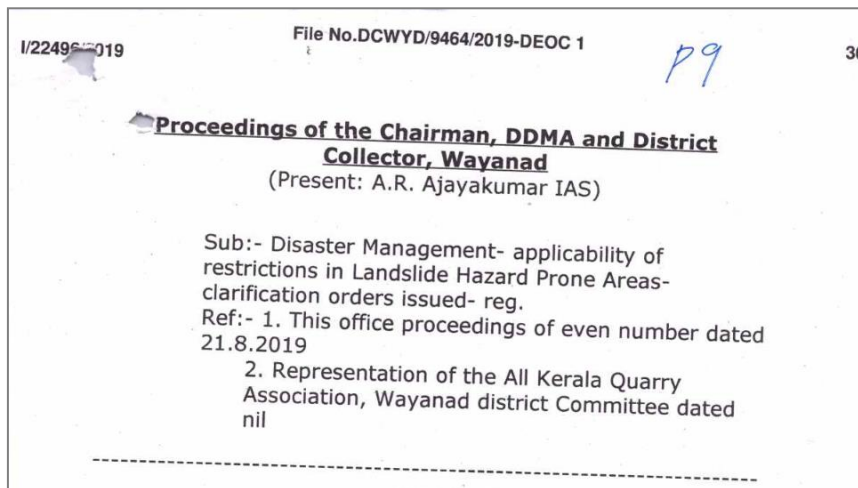 File No.DCWYD/9464/2019-DEOC 1
P9
36
Proceedings of the Chairman, DDMA and District
Collector, Wayanad
(Present: A.R. Ajayakumar IAS)
Sub:- Disaster Management- applicability of
restrictions in Landslide Hazard Prone Areas-
clarification orders issued- reg.
Ref:- 1. This office proceedings of even number dated
21.8.2019
2. Representation of the All Kerala Quarry
Association, Wayanad district Committee dated
nil